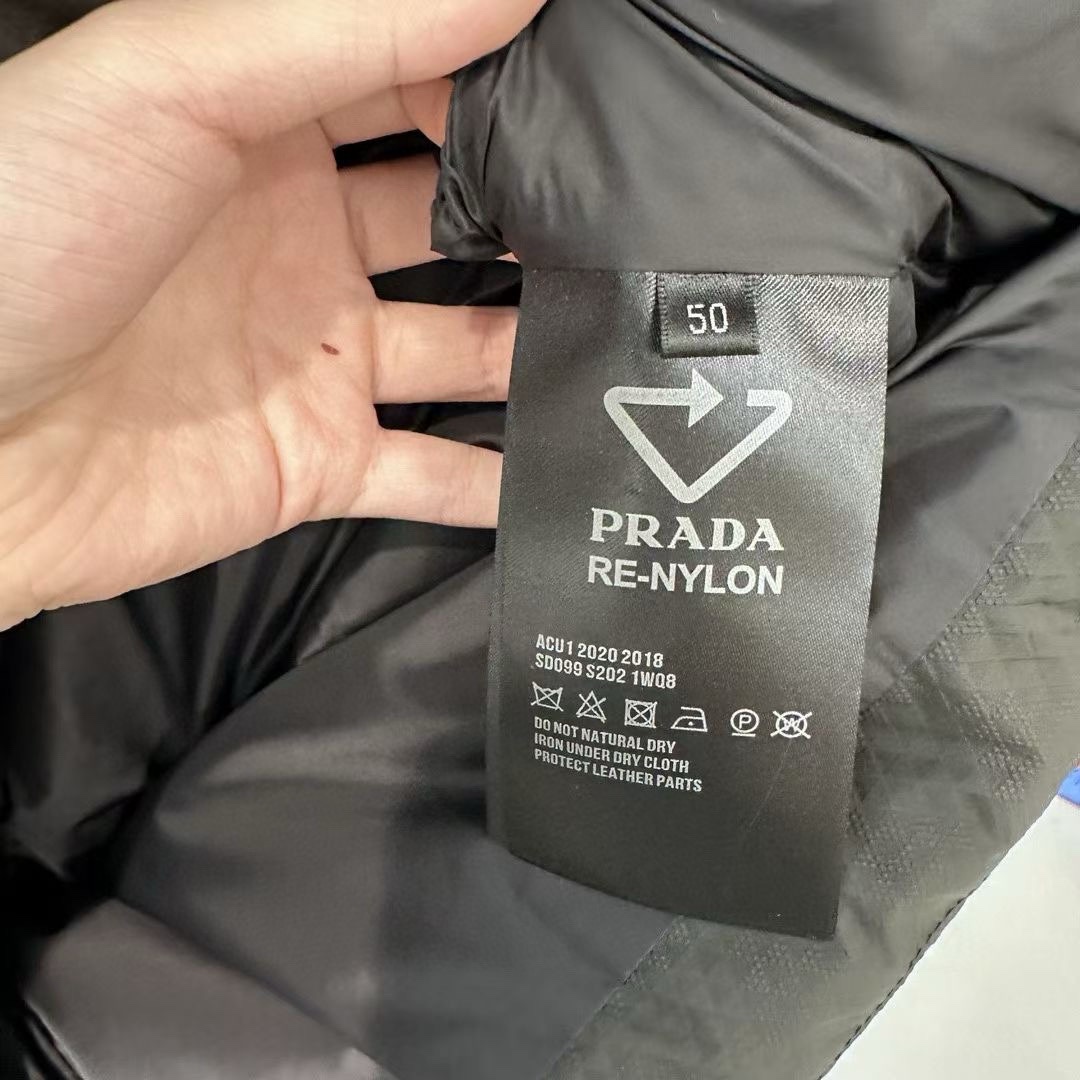 50
PRADA
RE-NYLON
ACU1 2020 2018
SD099 S202 1WQ8
P W
DO NOT NATURAL DRY
IRON UNDER DRY CLOTH
PROTECT LEATHER PARTS